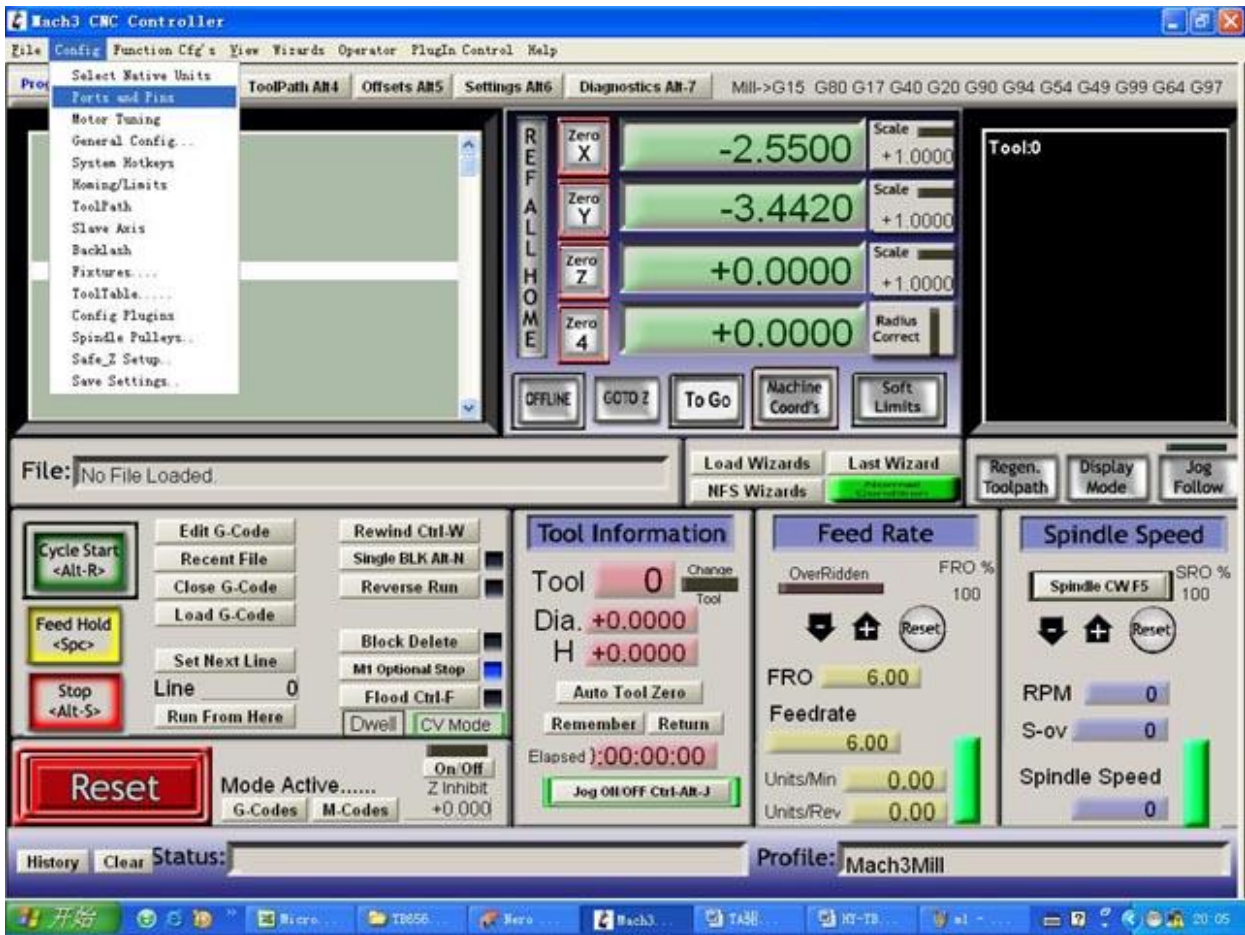 Mach3 CNC Controller
File Config Function Cfg's View Wizards Operator PlugIn Control Help
Select Native Units
Ports and Pins
Motor Tuning
General Config...
System Hotkeys
Homing/Limits
ToolPath
Slave Axis
Backlash
Fixtures....
ToolTable.....
Config Plugins
Spindle Pulleys..
Safe_Z Setup..
Save Settings..
ToolPath Alt4 Offsets Alt5 Settings Alt6 Diagnostics Alt-7 Mill->G15 G80 G17 G40 G20 G90 G94 G54 G49 G99 G64 G97
REF ALL HOME
Zero X -2.5500 Scale +1.0000
Zero Y -3.4420 Scale +1.0000
Zero Z +0.0000 Scale +1.0000
Zero 4 +0.0000 Radius Correct
OFFLINE GOTO Z To Go Machine Coord's Soft Limits
Tool:0
File: No File Loaded.
Load Wizards Last Wizard
NFS Wizards Normal Condition
Regen. Toolpath Display Mode Jog Follow
Cycle Start <Alt-R>
Feed Hold <Spc>
Stop <Alt-S>
Edit G-Code
Recent File
Close G-Code
Load G-Code
Set Next Line
Line 0
Run From Here
Rewind Ctrl-W
Single BLK Alt-N
Reverse Run
Block Delete
M1 Optional Stop
Flood Ctrl-F
Dwell CV Mode
Reset
Mode Active......
G-Codes M-Codes
On/Off
Z Inhibit
+0.000
Tool Information
Tool 0 Change Tool
Dia. +0.0000
H +0.0000
Auto Tool Zero
Remember Return
Elapsed ):00:00:00
Jog ON/OFF Ctrl-Alt-J
Feed Rate
OverRidden FRO % 100
Reset
FRO 6.00
Feedrate
6.00
Units/Min 0.00
Units/Rev 0.00
Spindle Speed
Spindle CW F5 SRO % 100
Reset
RPM 0
S-ov 0
Spindle Speed
0
History Clear Status:
Profile: Mach3Mill
开始 Micro... TB656 Nero ... Mach3... 20:05